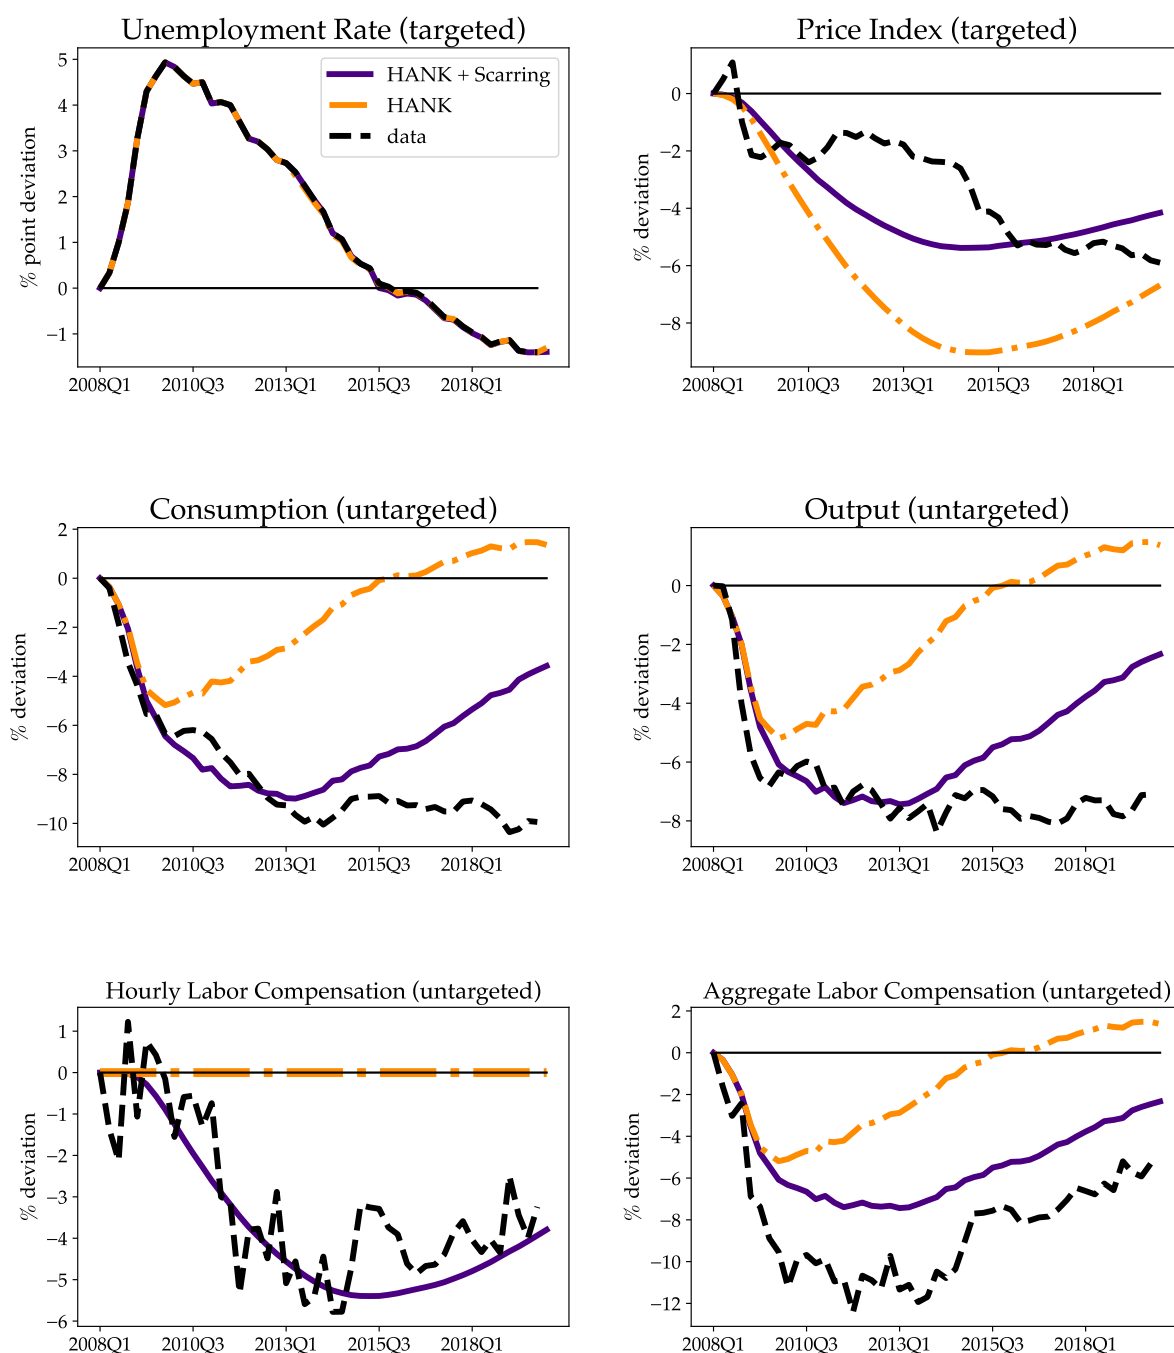 Unemployment Rate (targeted)
% point deviation
5
4
3
2
1
0
−1
HANK + Scarring
HANK
data
2008Q1 2010Q3 2013Q1 2015Q3 2018Q1
Price Index (targeted)
% deviation
0
−2
−4
−6
−8
2008Q1 2010Q3 2013Q1 2015Q3 2018Q1
Consumption (untargeted)
% deviation
2
0
−2
−4
−6
−8
−10
2008Q1 2010Q3 2013Q1 2015Q3 2018Q1
Output (untargeted)
% deviation
0
−2
−4
−6
−8
2008Q1 2010Q3 2013Q1 2015Q3 2018Q1
Hourly Labor Compensation (untargeted)
% deviation
1
0
−1
−2
−3
−4
−5
−6
2008Q1 2010Q3 2013Q1 2015Q3 2018Q1
Aggregate Labor Compensation (untargeted)
% deviation
2
0
−2
−4
−6
−8
−10
−12
2008Q1 2010Q3 2013Q1 2015Q3 2018Q1